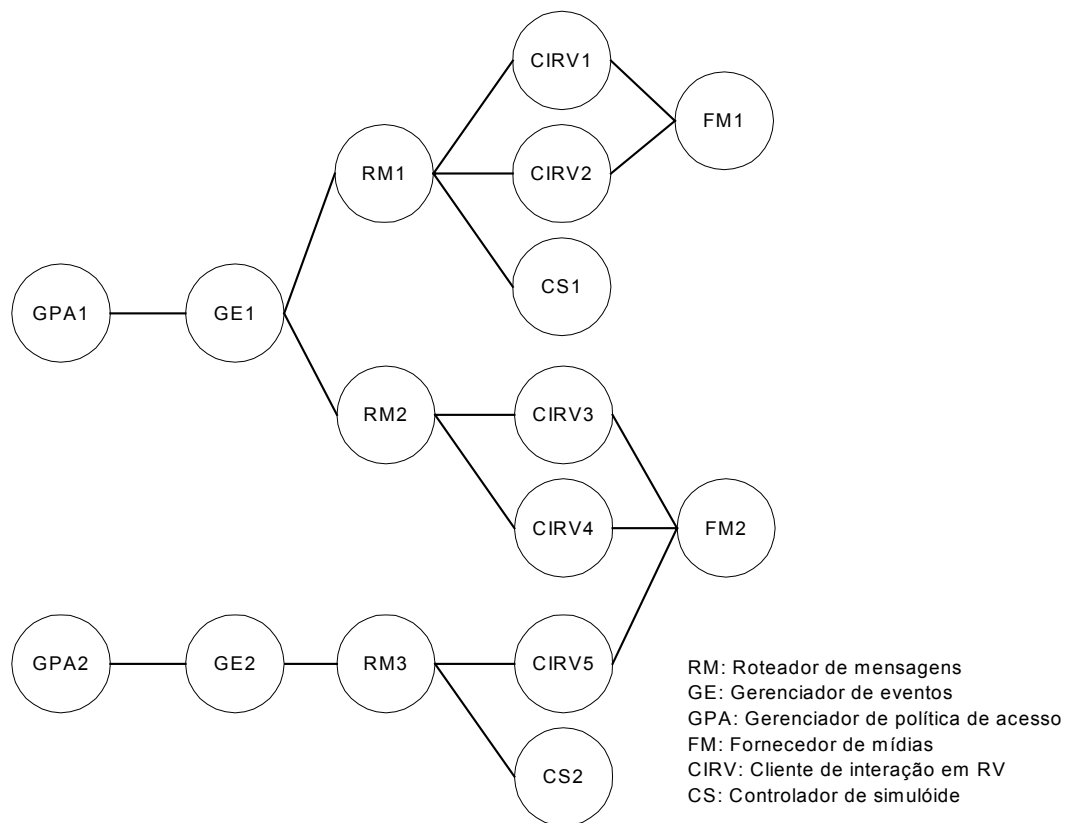 CIRV1
FM1
RM1
CIRV2
CS1
GPA1
GE1
RM2
CIRV3
CIRV4
FM2
GPA2
GE2
RM3
CIRV5
CS2
RM: Roteador de mensagens
GE: Gerenciador de eventos
GPA: Gerenciador de política de acesso
FM: Fornecedor de mídias
CIRV: Cliente de interação em RV
CS: Controlador de simulóide